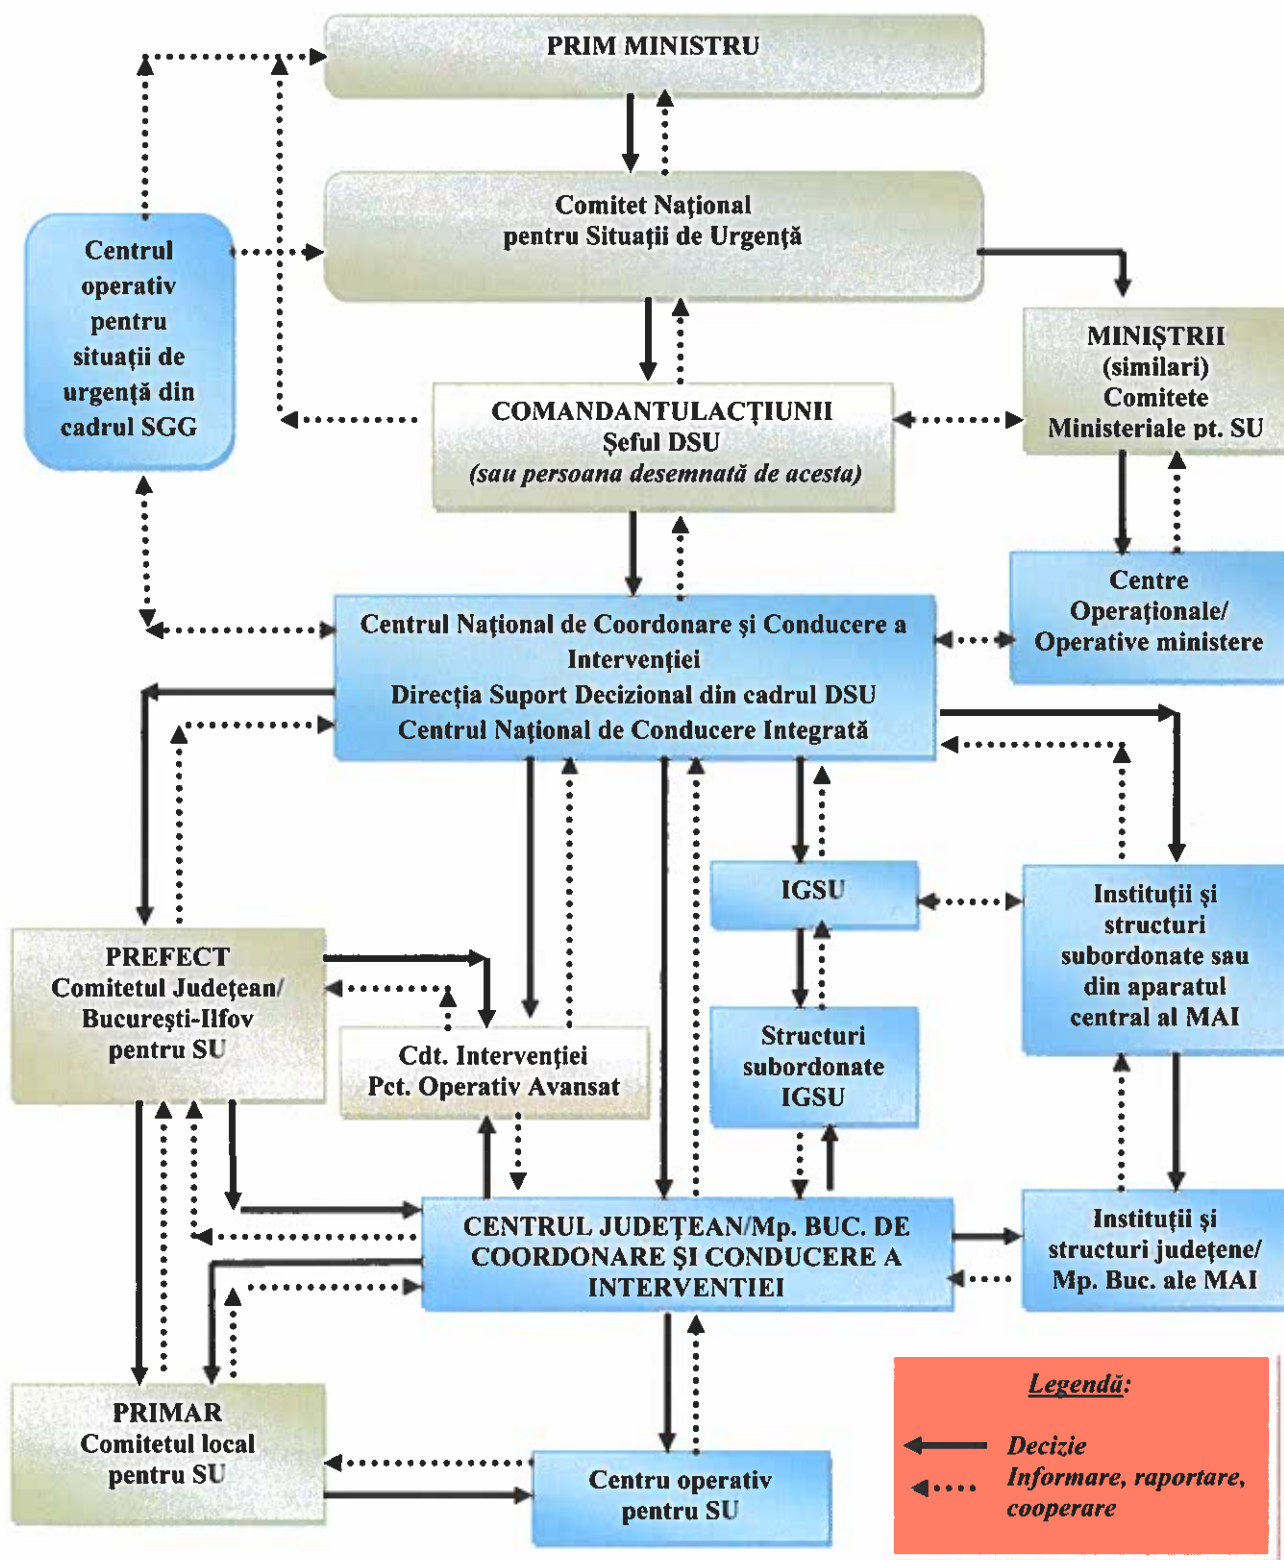 PRIM MINISTRU
Comitet Național
pentru Situații de Urgență
Centrul
operativ
pentru
situații de
urgență din
cadrul SGG
MINIȘTRII
(similari)
Comitete
Ministeriale pt. SU
COMANDANTULACȚIUNII
Șeful DSU
(sau persoana desemnată de acesta)
Centre
Operaționale/
Operative ministere
Centrul Național de Coordonare și Conducere a
Intervenției
Direcția Suport Decizional din cadrul DSU
Centrul Național de Conducere Integrată
IGSU
Instituții și
structuri
subordonate sau
din aparatul
central al MAI
PREFECT
Comitetul Județean/
București-Ilfov
pentru SU
Cdt. Intervenției
Pct. Operativ Avansat
Structuri
subordonate
IGSU
CENTRUL JUDEȚEAN/Mp. BUC. DE
COORDONARE ȘI CONDUCERE A
INTERVENTIEI
Instituții și
structuri județene/
Mp. Buc. ale MAI
PRIMAR
Comitetul local
pentru SU
Centru operativ
pentru SU
Legendă:
Decizie
Informare, raportare,
cooperare